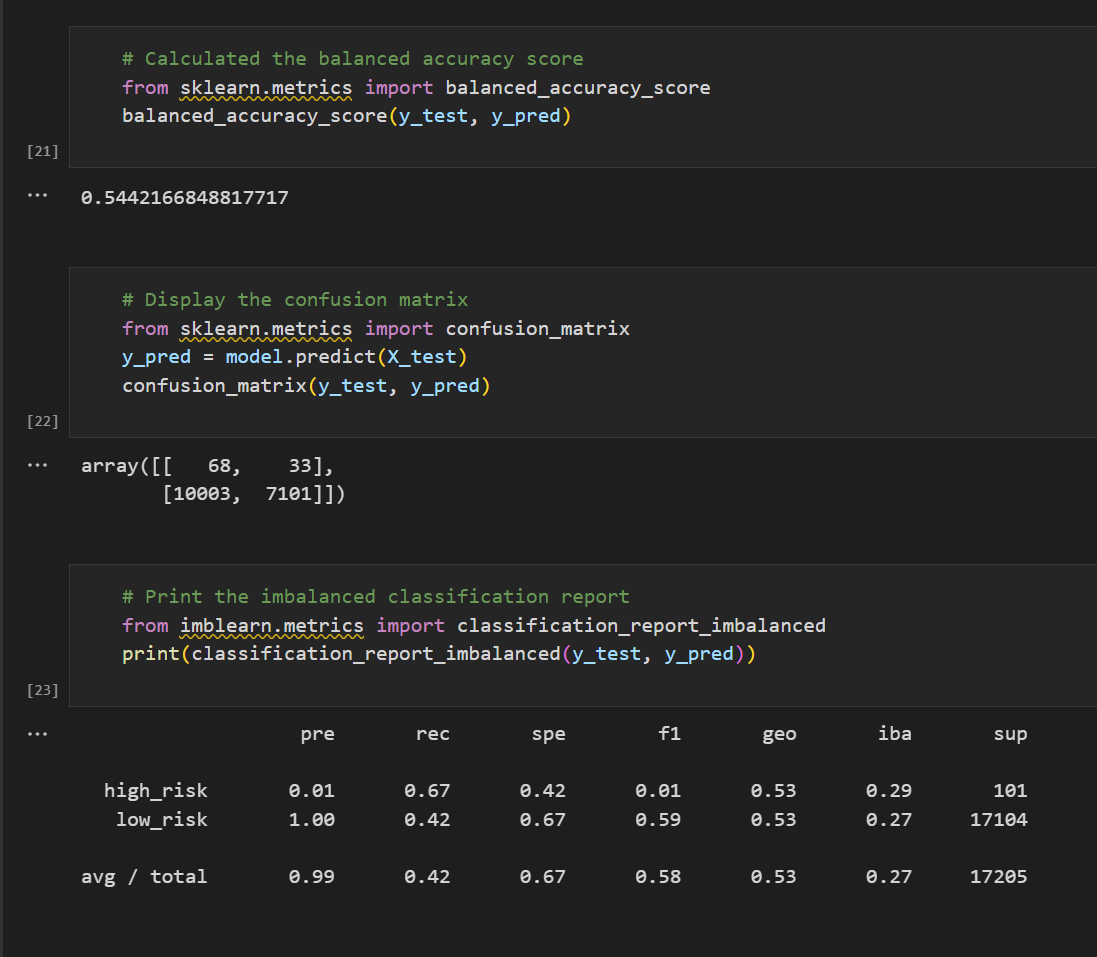 # Calculated the balanced accuracy score
from sklearn.metrics import balanced_accuracy_score
balanced_accuracy_score(y_test, y_pred)
[21]
··· 0.5442166848817717
# Display the confusion matrix
from sklearn.metrics import confusion_matrix
y_pred = model.predict(X_test)
confusion_matrix(y_test, y_pred)
[22]
··· array([[   68,    33],
       [10003,  7101]])
# Print the imbalanced classification report
from imblearn.metrics import classification_report_imbalanced
print(classification_report_imbalanced(y_test, y_pred))
[23]
···                   pre       rec       spe        f1       geo       iba       sup
  high_risk       0.01      0.67      0.42      0.01      0.53      0.29       101
   low_risk       1.00      0.42      0.67      0.59      0.53      0.27     17104
avg / total       0.99      0.42      0.67      0.58      0.53      0.27     17205